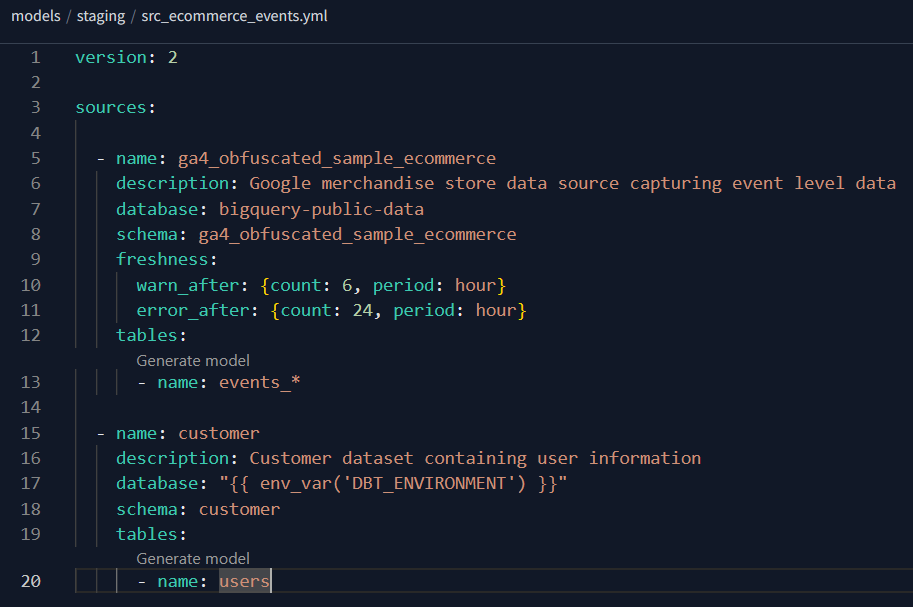 models / staging / src_ecommerce_events.yml
1 version: 2
2
3 sources:
4
5 - name: ga4_obfuscated_sample_ecommerce
6 description: Google merchandise store data source capturing event level data
7 database: bigquery-public-data
8 schema: ga4_obfuscated_sample_ecommerce
9 freshness:
10 warn_after: {count: 6, period: hour}
11 error_after: {count: 24, period: hour}
12 tables:
Generate model
13 - name: events_*
14
15 - name: customer
16 description: Customer dataset containing user information
17 database: "{{ env_var('DBT_ENVIRONMENT') }}"
18 schema: customer
19 tables:
Generate model
20 - name: users